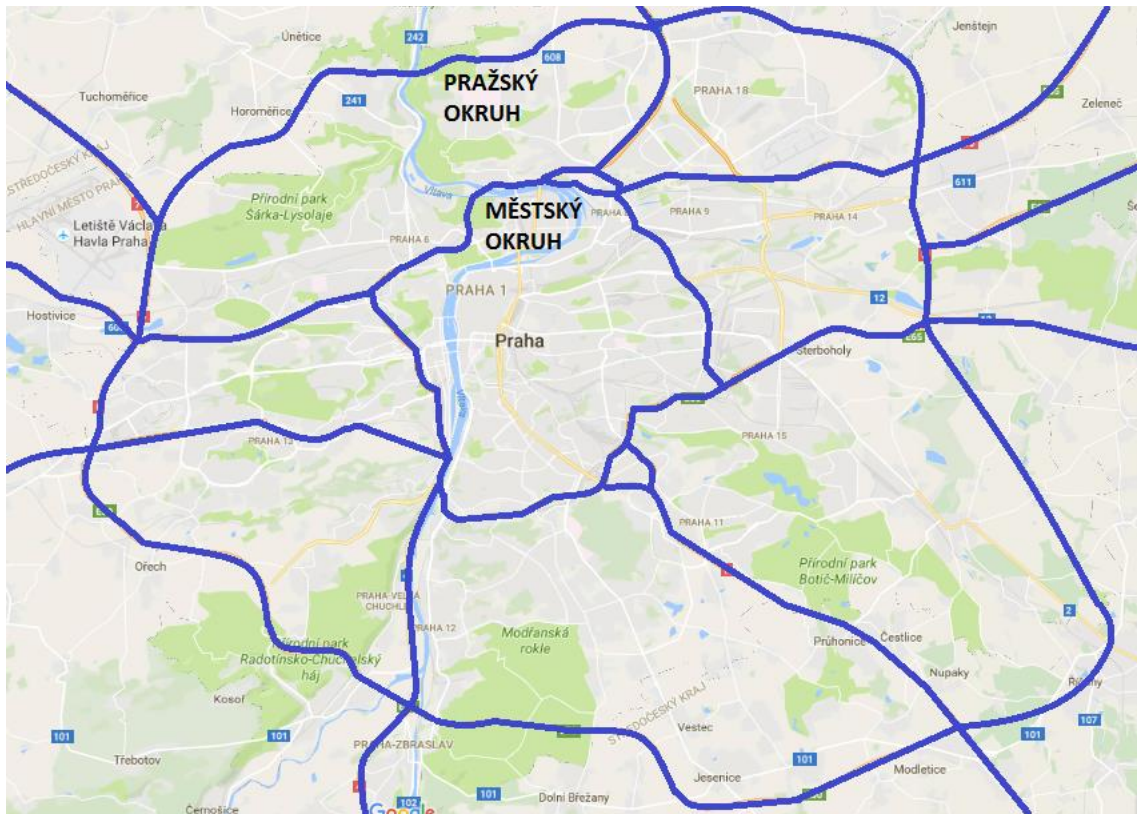 Jenštejn
Únětice
242
608
PRAŽSKÝ
OKRUH
PRAHA 18
Tuchoměřice
241
Horoměřice
Zeleneč
STŘEDOČESKÝ KRAJ
HLAVNÍ MĚSTO PRAHA
611
Přírodní park
Šárka-Lysolaje
Vltava
MĚSTSKÝ
OKRUH
PRAHA 9
PRAHA 14
Letiště Václava
Havla Praha
PRAHA 6
PRAHA 1
12
Hostivice
Praha
Sterboholy
E65
Vltava
PRAHA 13
PRAHA 15
PRAHA 11
Ořech
Přírodní park
Botič-Milíčov
PRAHA VELKÁ
CHUCHLE
2
PRAHA 12
Modřanská
rokle
Přírodní park
Radotínsko-Chuchelský
háj
Průhonice
Čestlice
Nupaky
Kosoř
STŘEDOČESKÝ KRAJ
107
101
101
Vestec
101
PRAHA-ZBRASLAV
Třebotov
101
Modletice
Jesenice
101
Dolní Břežany
Černošice
102
Google